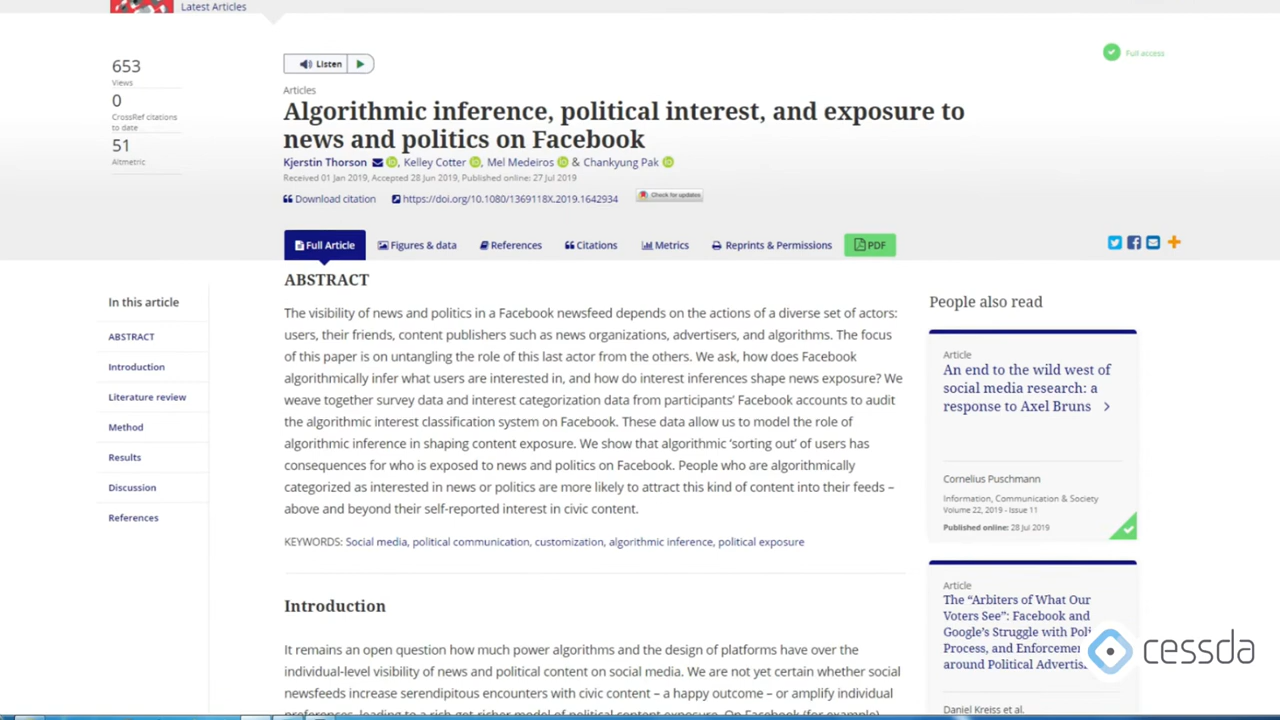 Latest Articles
653
Views
0
CrossRef citations
to date
51
Altmetric
Listen
Full access
Articles
Algorithmic inference, political interest, and exposure to
news and politics on Facebook
Kjerstin Thorson, Kelley Cotter, Mel Medeiros & Chankyung Pak
Received 01 Jan 2019, Accepted 28 Jun 2019, Published online: 27 Jul 2019
Download citation https://doi.org/10.1080/1369118X.2019.1642934 Check for updates
Full Article Figures & data References Citations Metrics Reprints & Permissions PDF
In this article
ABSTRACT
Introduction
Literature review
Method
Results
Discussion
References
ABSTRACT
The visibility of news and politics in a Facebook newsfeed depends on the actions of a diverse set of actors:
users, their friends, content publishers such as news organizations, advertisers, and algorithms. The focus
of this paper is on untangling the role of this last actor from the others. We ask, how does Facebook
algorithmically infer what users are interested in, and how do interest inferences shape news exposure? We
weave together survey data and interest categorization data from participants' Facebook accounts to audit
the algorithmic interest classification system on Facebook. These data allow us to model the role of
algorithmic inference in shaping content exposure. We show that algorithmic 'sorting out' of users has
consequences for who is exposed to news and politics on Facebook. People who are algorithmically
categorized as interested in news or politics are more likely to attract this kind of content into their feeds –
above and beyond their self-reported interest in civic content.
KEYWORDS: Social media, political communication, customization, algorithmic inference, political exposure
Introduction
It remains an open question how much power algorithms and the design of platforms have over the
individual-level visibility of news and political content on social media. We are not yet certain whether social
newsfeeds increase serendipitous encounters with civic content – a happy outcome – or amplify individual
preferences, leading to a rich get richer model of political content exposure. On Facebook (for example)
People also read
Article
An end to the wild west of
social media research: a
response to Axel Bruns
Cornelius Puschmann
Information, Communication & Society
Volume 22, 2019 - Issue 11
Published online: 28 Jul 2019
Article
The "Arbiters of What Our
Voters See": Facebook and
Google's Struggle with
Process, and Enforcement
around Political
Daniel Kreiss et al.
cessda